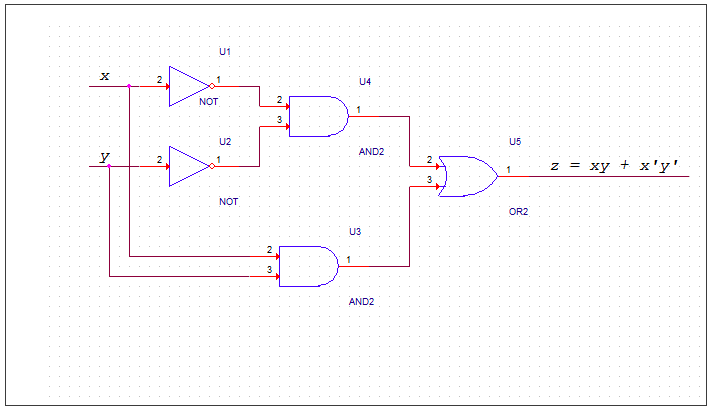 U1
x
2
1
NOT
U4
2
3
1
AND2
y
U2
2
1
NOT
U5
2
3
1
z = xy + x'y'
OR2
U3
2
3
1
AND2